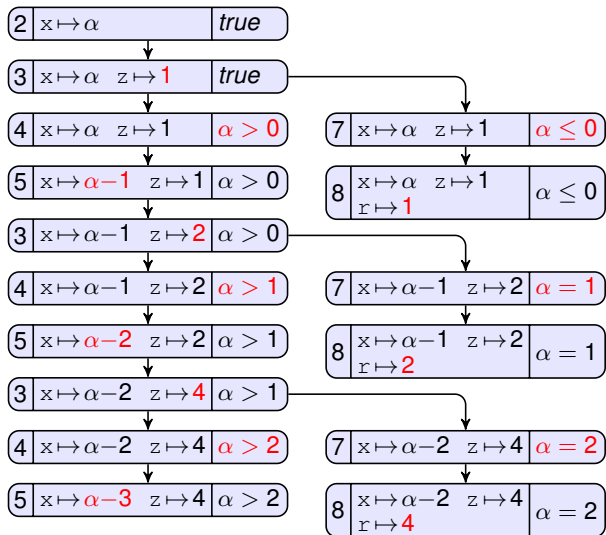 2 x ↦ α true
3 x ↦ α z ↦ 1 true
4 x ↦ α z ↦ 1 α > 0
7 x ↦ α z ↦ 1 α ≤ 0
5 x ↦ α−1 z ↦ 1 α > 0
8 x ↦ α z ↦ 1 α ≤ 0
r ↦ 1
3 x ↦ α−1 z ↦ 2 α > 0
4 x ↦ α−1 z ↦ 2 α > 1
7 x ↦ α−1 z ↦ 2 α = 1
5 x ↦ α−2 z ↦ 2 α > 1
8 x ↦ α−1 z ↦ 2 α = 1
r ↦ 2
3 x ↦ α−2 z ↦ 4 α > 1
4 x ↦ α−2 z ↦ 4 α > 2
7 x ↦ α−2 z ↦ 4 α = 2
5 x ↦ α−3 z ↦ 4 α > 2
8 x ↦ α−2 z ↦ 4 α = 2
r ↦ 4